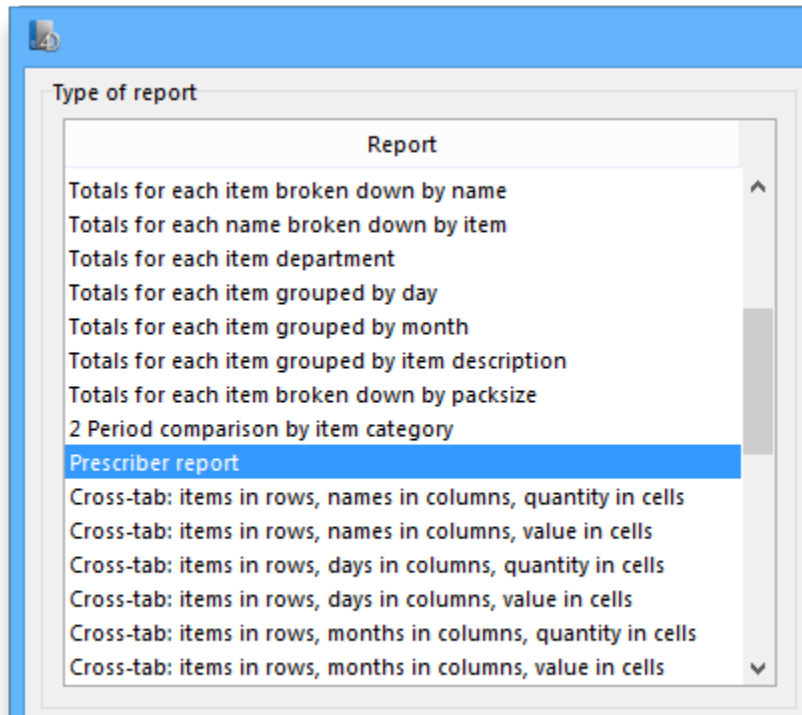 Type of report
Report
Totals for each item broken down by name
Totals for each name broken down by item
Totals for each item department
Totals for each item grouped by day
Totals for each item grouped by month
Totals for each item grouped by item description
Totals for each item broken down by packsize
2 Period comparison by item category
Prescriber report
Cross-tab: items in rows, names in columns, quantity in cells
Cross-tab: items in rows, names in columns, value in cells
Cross-tab: items in rows, days in columns, quantity in cells
Cross-tab: items in rows, days in columns, value in cells
Cross-tab: items in rows, months in columns, quantity in cells
Cross-tab: items in rows, months in columns, value in cells